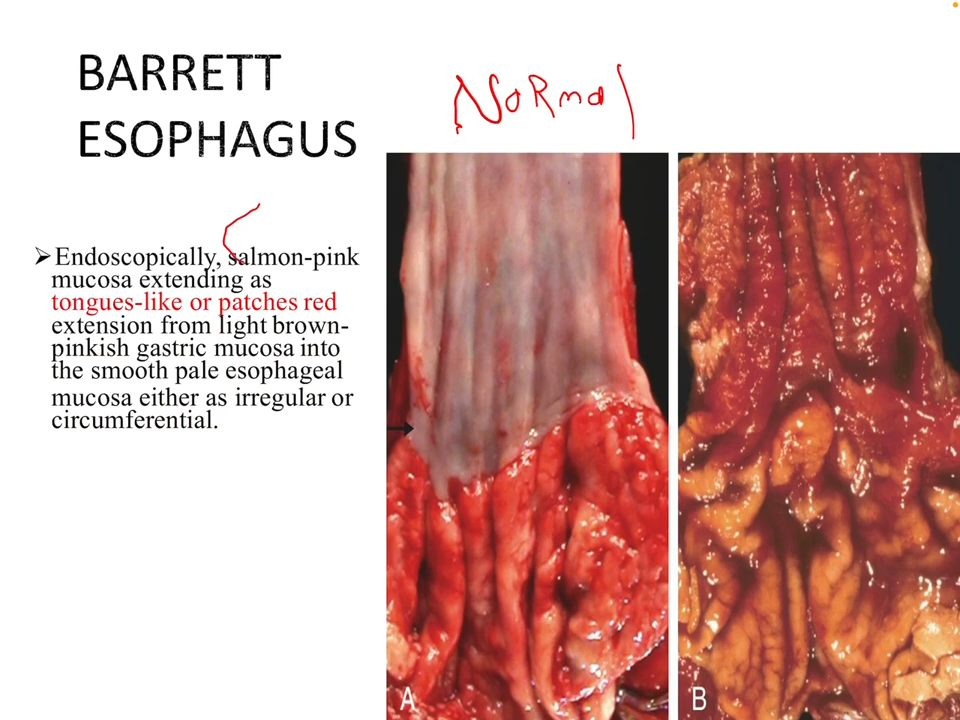 BARRETT
ESOPHAGUS
Normal
➢Endoscopically, salmon-pink
mucosa extending as
tongues-like or patches red
extension from light brown-
pinkish gastric mucosa into
the smooth pale esophageal
mucosa either as irregular or
circumferential.
A
B